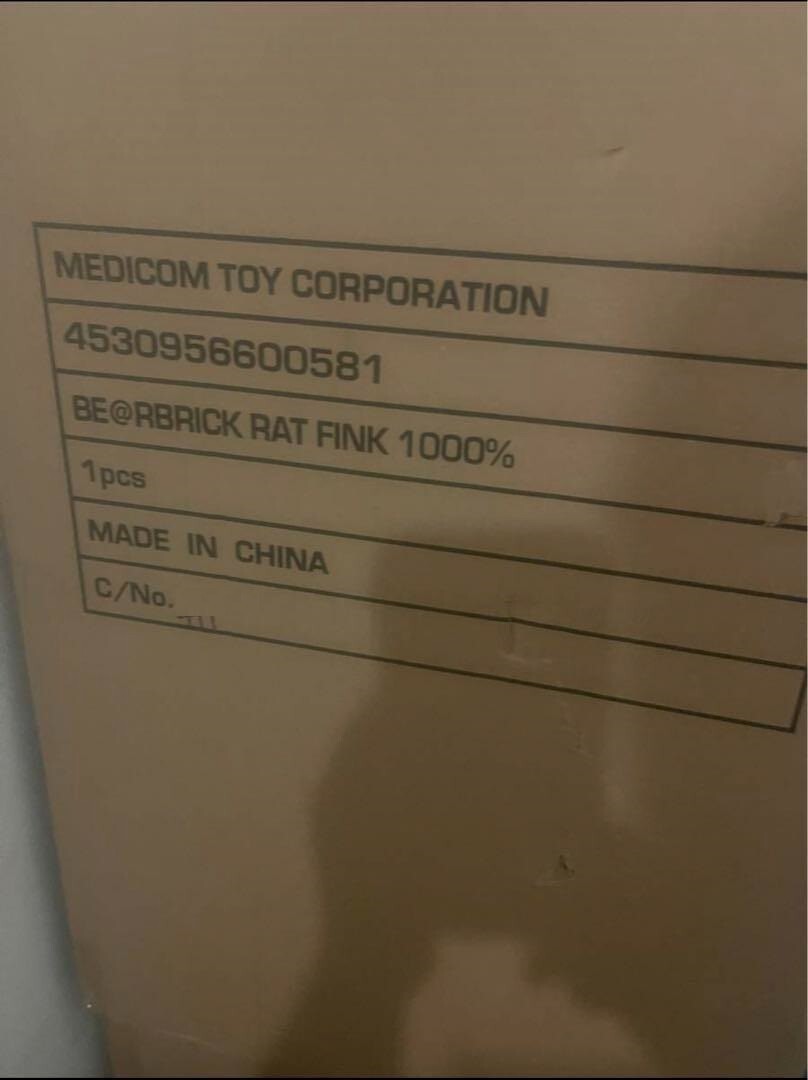 MEDICOM TOY CORPORATION
4530956600581
BE@RBRICK RAT FINK 1000%
1pcs
MADE IN CHINA
C/No.